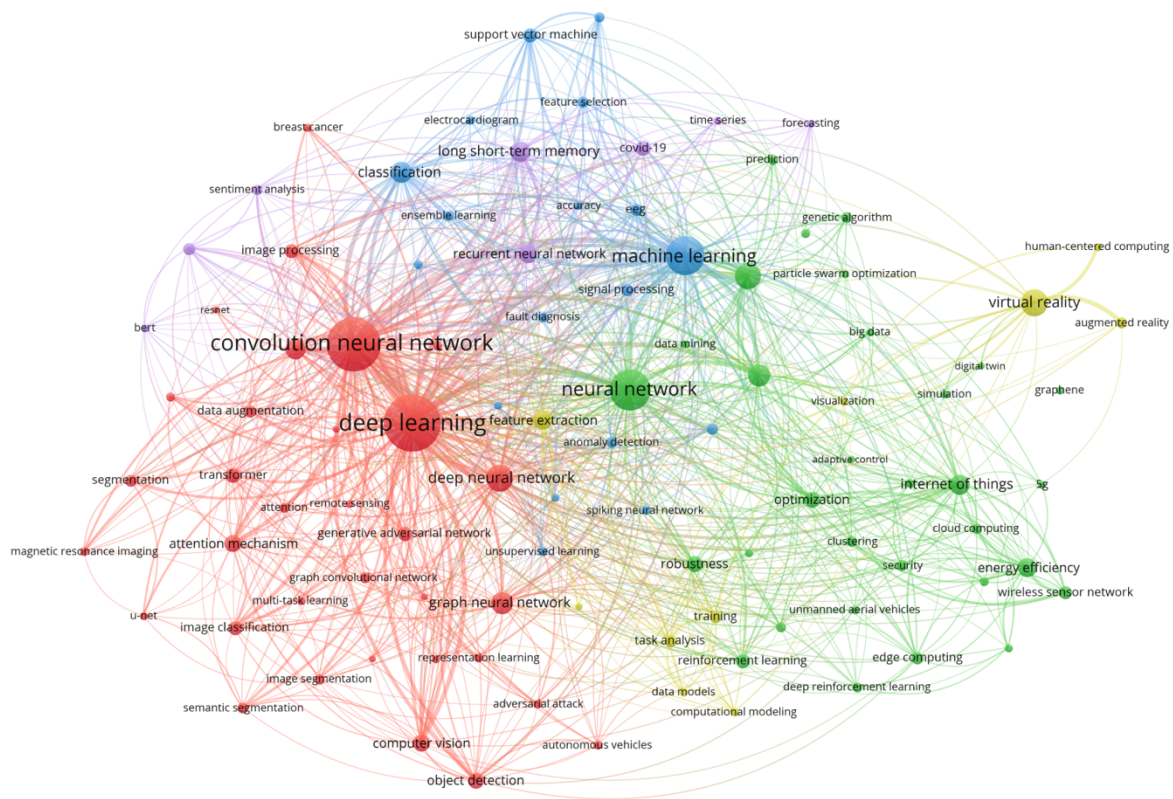 support vector machine
feature selection
electrocardiogram
breast cancer
time series
forecasting
long short-term memory
covid-19
prediction
classification
sentiment analysis
accuracy
eeg
ensemble learning
genetic algorithm
image processing
recurrent neural network
machine learning
human-centered computing
particle swarm optimization
signal processing
virtual reality
resnet
fault diagnosis
augmented reality
bert
big data
convolution neural network
data mining
digital twin
neural network
simulation
graphene
visualization
data augmentation
deep learning
feature extraction
anomaly detection
adaptive control
segmentation
transformer
deep neural network
internet of things
5g
attention
remote sensing
optimization
spiking neural network
cloud computing
generative adversarial network
magnetic resonance imaging
attention mechanism
unsupervised learning
clustering
robustness
security
energy efficiency
graph convolutional network
wireless sensor network
multi-task learning
graph neural network
u-net
training
unmanned aerial vehicles
image classification
task analysis
representation learning
reinforcement learning
edge computing
image segmentation
data models
deep reinforcement learning
semantic segmentation
adversarial attack
computational modeling
computer vision
autonomous vehicles
object detection